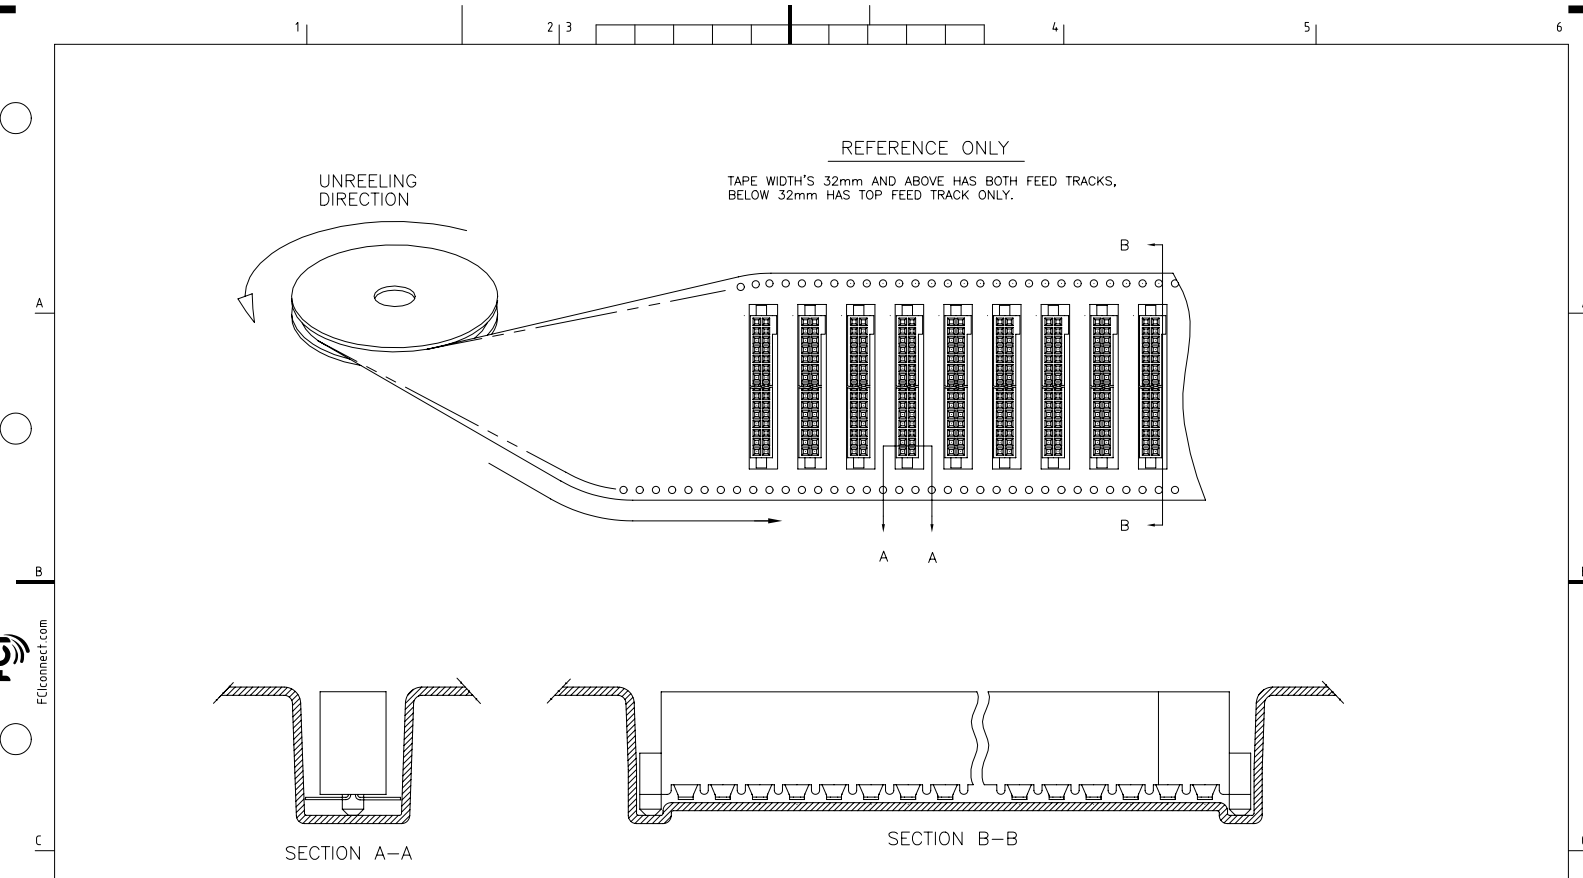 1
2
3
4
5
6
REFERENCE ONLY
UNREELING
DIRECTION
TAPE WIDTH'S 32mm AND ABOVE HAS BOTH FEED TRACKS,
BELOW 32mm HAS TOP FEED TRACK ONLY.
B
A
B
A
A
B
FCIconnect.com
SECTION A-A
SECTION B-B
C